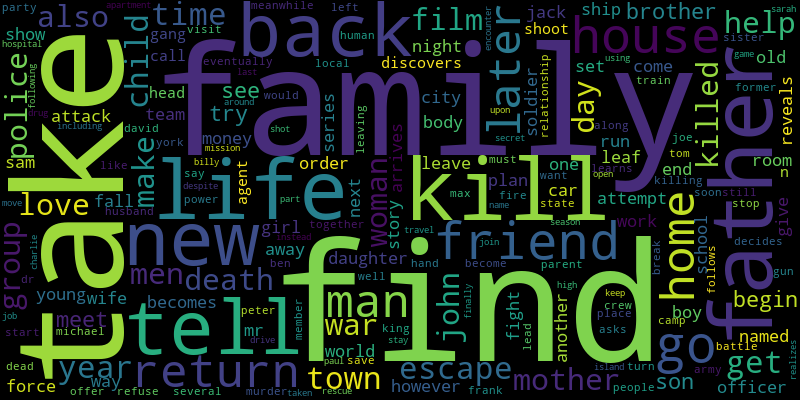 party
apartment
meanwhile
left
jack
ship
brother
sarah
also
time
back
film
help
show
gang
visit
human
night
shoot
sister
hospital
child
call
eventually
local
discovers
house
encounter
police
following
take
head
last
family
would
see
set
come
old
game
using
former
drug
around
team
city
later
soldier
relationship
day
train
upon
reveals
attack
including
david
try
series
body
along
killed
father
make
york
money
shot
leaving
secret
run
joe
sam
like
mission
order
leave
must
one
learns
leaf
tom
end
room
n
billy
agent
life
woman
arrives
kill
want
open
killing
soon
still
love
fall
say
despite
next
plan
max
fire
car
attempt
stop
move
husband
power
part
story
name
state
home
give
charlie
new
girl
together
travel
season
work
school
dr
instead
friend
join
group
men
away
daughter
hand
become
parent
break
decides
follows
death
ben
well
find
high
gun
young
wife
becomes
man
john
keep
crew
boy
begin
meet
tell
peter
member
war
king
finally
fight
lead
another
place
camp
job
michael
mr
stay
asks
go
named
start
drive
world
battle
realizes
dead
year
return
paul
save
escape
island
turn
get
army
force
way
town
however
mother
people
son
officer
offer
refuse
several
murder
taken
rescue
frank